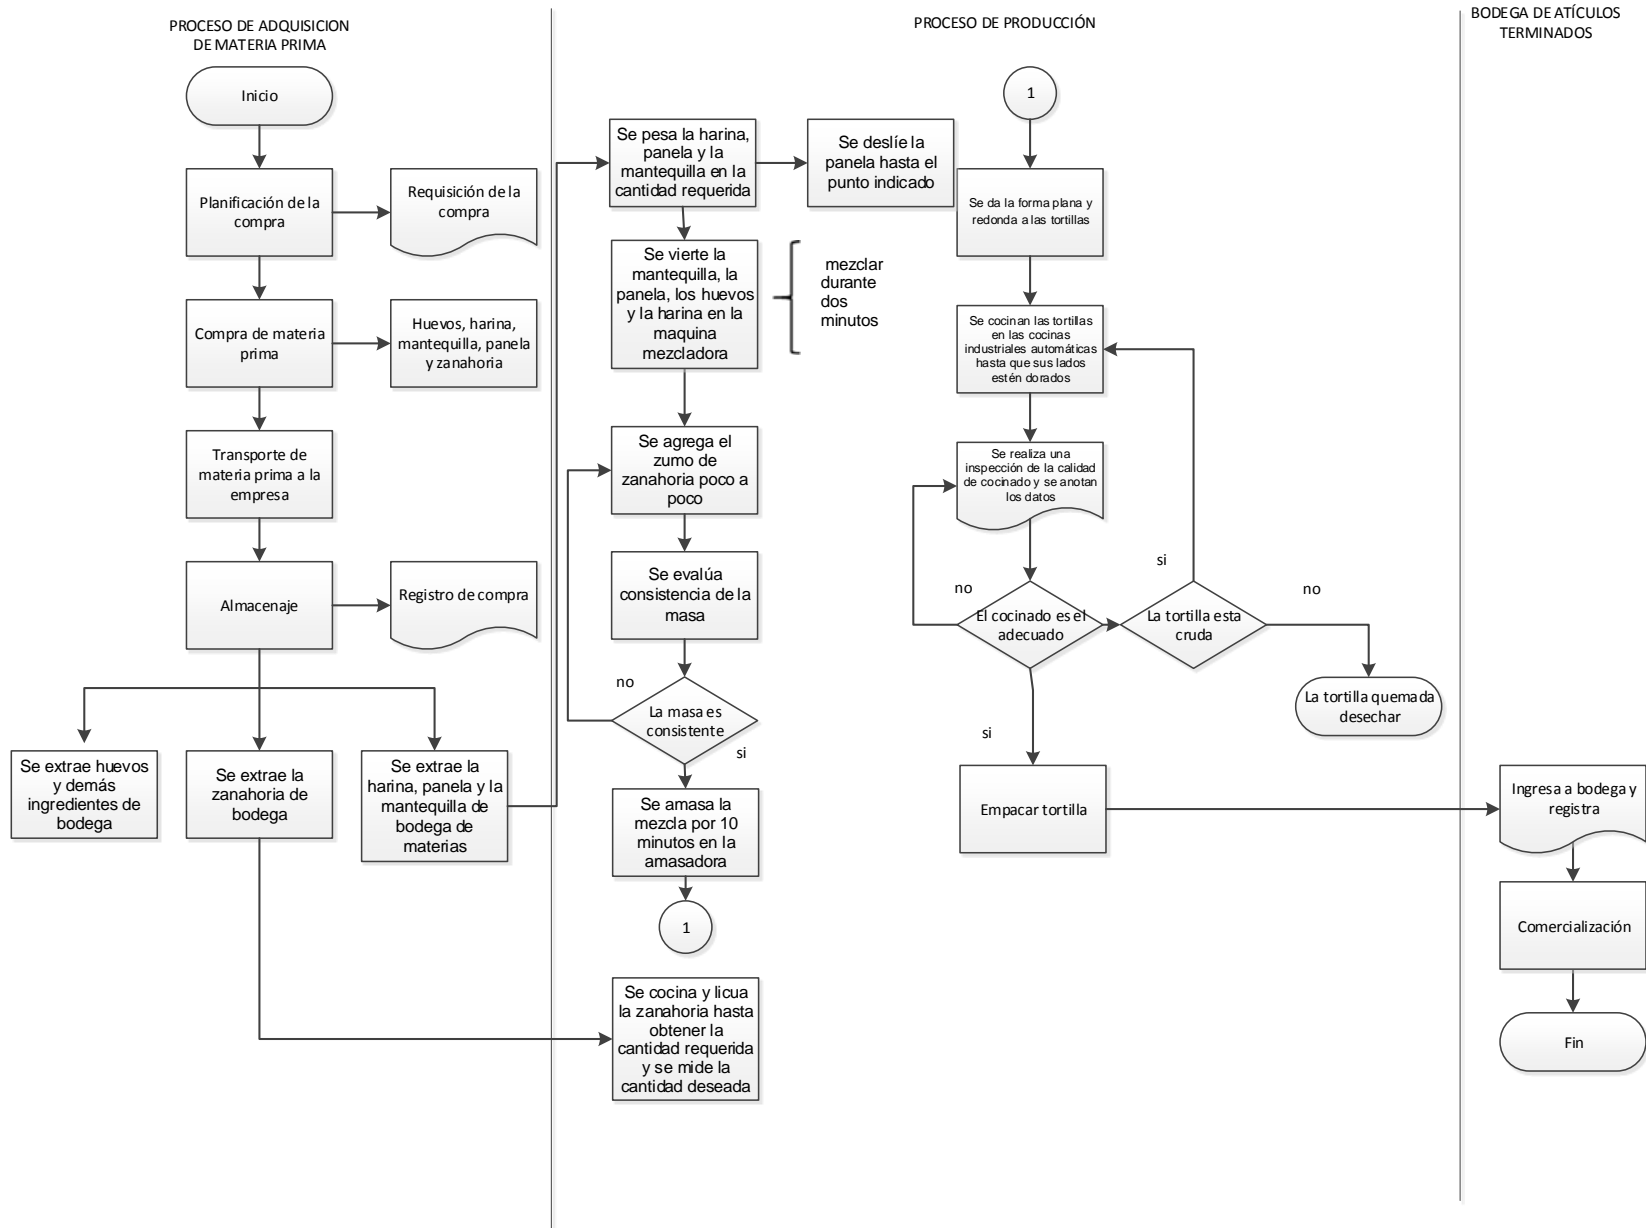 PROCESO DE ADQUISICION
DE MATERIA PRIMA
Inicio
Planificación de la
compra
Requisición de la
compra
Compra de materia
prima
Huevos, harina,
mantequilla, panela
y zanahoria
Transporte de
materia prima a la
empresa
Almacenaje
Registro de compra
Se extrae huevos
y demás
ingredientes de
bodega
Se extrae la
zanahoria de
bodega
Se extrae la
harina, panela y la
mantequilla de
bodega de
materias
PROCESO DE PRODUCCIÓN
Se pesa la harina,
panela y la
mantequilla en la
cantidad requerida
Se deslíe la
panela hasta el
punto indicado
Se vierte la
mantequilla, la
panela, los huevos
y la harina en la
maquina
mezcladora
mezclar
durante
dos
minutos
Se agrega el
zumo de
zanahoria poco a
poco
Se evalúa
consistencia de la
masa
no
La masa es
consistente
si
Se amasa la
mezcla por 10
minutos en la
amasadora
1
Se cocina y licua
la zanahoria hasta
obtener la
cantidad requerida
y se mide la
cantidad deseada
1
Se da la forma plana y
redonda a las tortillas
Se cocinan las tortillas
en las cocinas
industriales automáticas
hasta que sus lados
estén dorados
Se realiza una
inspección de la calidad
de cocinado y se anotan
los datos
no
El cocinado es el
adecuado
si
La tortilla esta
cruda
si
no
La tortilla quemada
desechar
Empacar tortilla
BODEGA DE ATÍCULOS
TERMINADOS
Ingresa a bodega y
registra
Comercialización
Fin